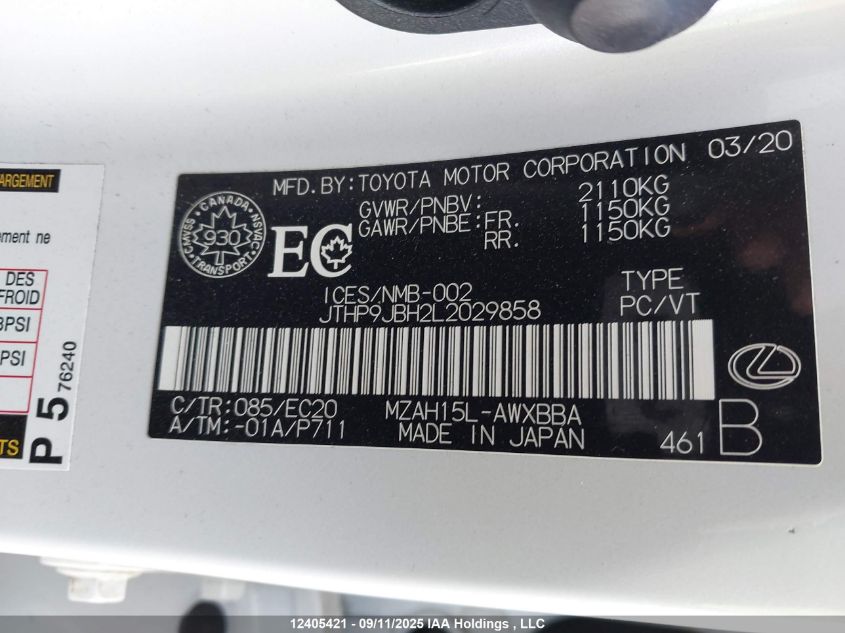 ARGEMENT
ement ne
DES
FROID
PSI
PSI
TS
P 5 76240
MFD.BY:TOYOTA MOTOR CORPORATION 03/20
GVWR/PNBV: 2110KG
GAWR/PNBE:FR. 1150KG
RR. 1150KG
CANADA
CMVSS NSVAC
930
TRANSPORT
EC
ICES/NMB-002
JTHP9JBH2L2029858
TYPE
PC/VT
C/TR:085/EC20 MZAH15L-AWXBBA
A/TM:-01A/P711 MADE IN JAPAN 461 B
12405421 - 09/11/2025 IAA Holdings , LLC